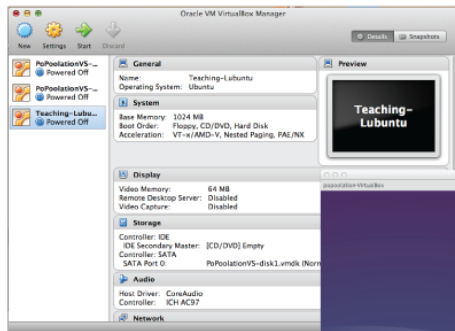 Oracle VM VirtualBox Manager
New Settings Start Discard
Details Snapshots
PoPoolationVS-...
Powered Off
PoPoolationVS-...
Powered Off
Teaching-Lubu...
Powered Off
General
Name: Teaching-Lubuntu
Operating System: Ubuntu
System
Base Memory: 1024 MB
Boot Order: Floppy, CD/DVD, Hard Disk
Acceleration: VT-x/AMD-V, Nested Paging, PAE/NX
Display
Video Memory: 64 MB
Remote Desktop Server: Disabled
Video Capture: Disabled
Storage
Controller: IDE
IDE Secondary Master: [CD/DVD] Empty
Controller: SATA
SATA Port 0: PoPoolationVS-disk1.vmdk (Norm
Audio
Host Driver: CoreAudio
Controller: ICH AC97
Network
Preview
Teaching-
Lubuntu
popoolation-VirtualBox